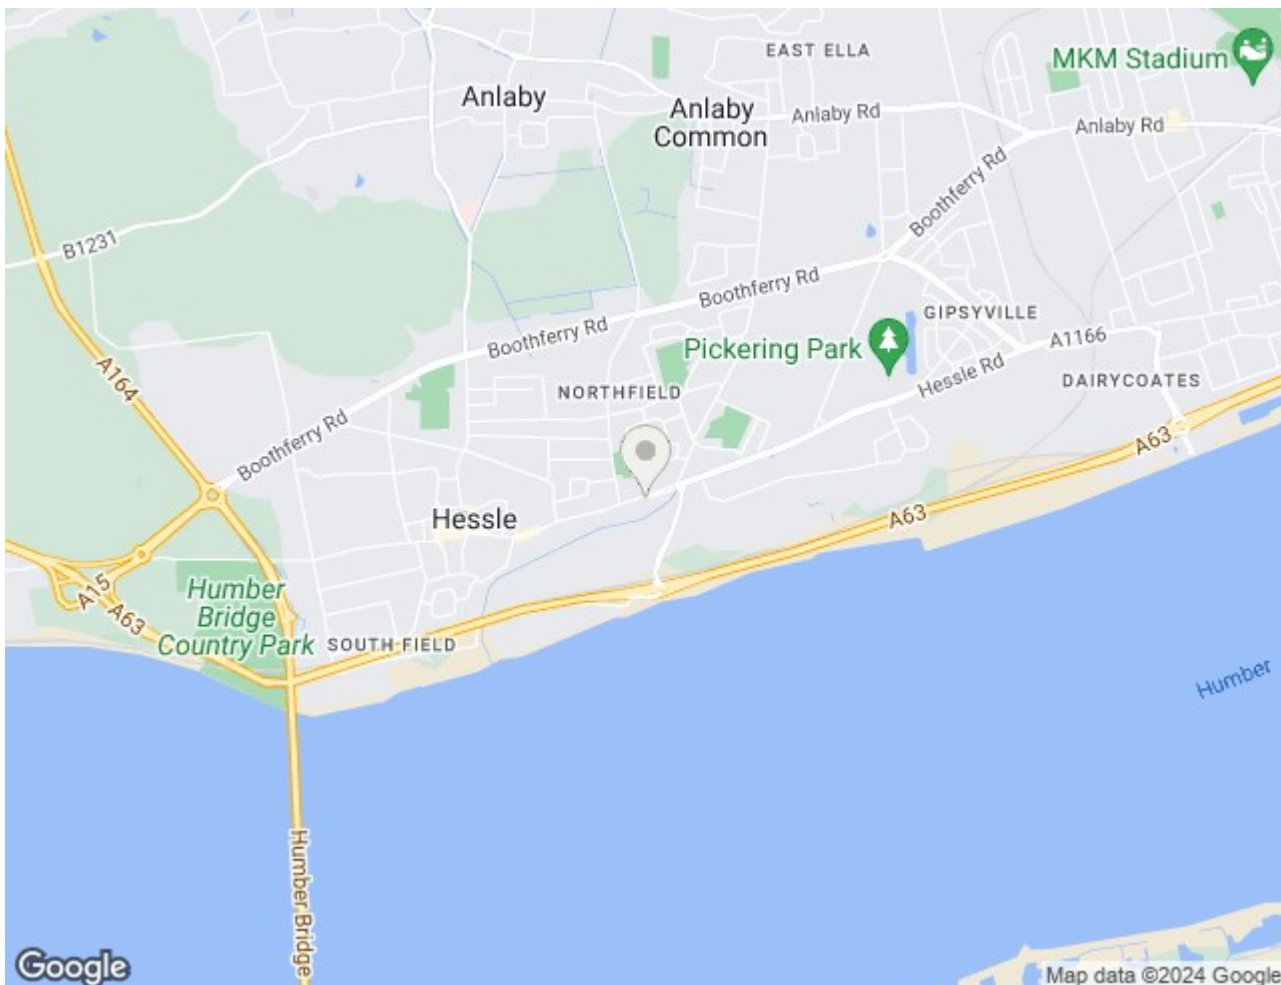 EAST ELLA
MKM Stadium
Anlaby
Anlaby
Common
Anlaby Rd
Anlaby Rd
Boothferry Rd
B1231
Boothferry Rd
Boothferry Rd
GIPSYVILLE
Pickering Park
A1166
Hessle Rd
A164
NORTHFIELD
DAIRYCOATES
Boothferry Rd
A63
Hessle
A63
A15
A63
Humber
Bridge
Country Park
SOUTH FIELD
Humber
Humber Bridge
Google
Map data ©2024 Google